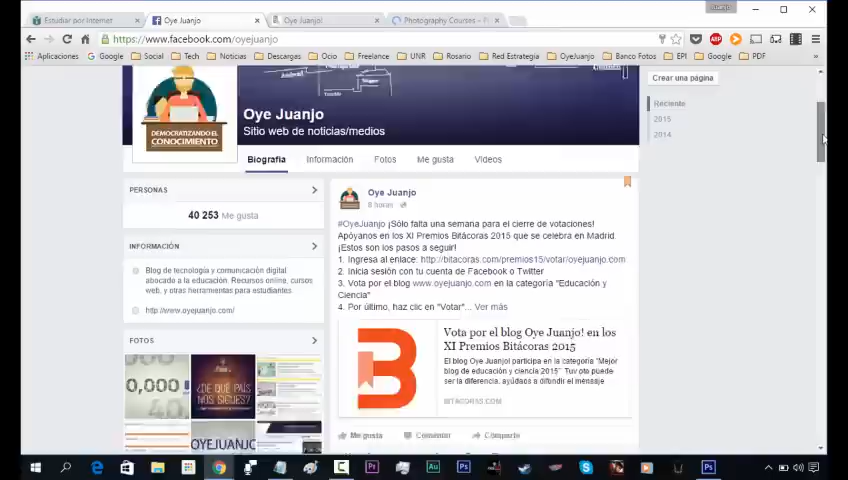 Juanjo
Estudiar por Internet
Oye Juanjo
Oye Juanjo!
Photography Courses - F
https://www.facebook.com/oyejuanjo
Aplicaciones
Google
Social
Tech
Noticias
Descargas
Ocio
Freelance
UNR
Rosario
Red Estrategia
OyeJuanjo
Banco Fotos
EPI
Google
PDF
DEMOCRATIZANDO EL
CONOCIMIENTO
Oye Juanjo
Sitio web de noticias/medios
Biografía
Información
Fotos
Me gusta
Videos
Crear una página
Reciente
2015
2014
PERSONAS
40 253 Me gusta
INFORMACIÓN
Blog de tecnología y comunicación digital
abocado a la educación. Recursos online, cursos
web, y otras herramientas para estudiantes.
http://www.oyejuanjo.com/
FOTOS
0,000
¿DE QUÉ PAÍS
NOS SIGUES?
OYEJUANJO
Oye Juanjo
8 horas
#OyeJuanjo ¡Sólo falta una semana para el cierre de votaciones!
Apóyanos en los XI Premios Bitácoras 2015 que se celebra en Madrid.
¡Estos son los pasos a seguir!
1. Ingresa al enlace: http://bitacoras.com/premios15/votar/oyejuanjo.com
2. Inicia sesión con tu cuenta de Facebook o Twitter
3. Vota por el blog www.oyejuanjo.com en la categoría "Educación y
Ciencia"
4. Por último, haz clic en "Votar"... Ver más
Vota por el blog Oye Juanjo! en los
XI Premios Bitácoras 2015
El blog Oye Juanjo! participa en la categoría "Mejor
blog de educación y ciencia 2015". Tu voto puede
ser la diferencia, ayúdanos a difundir el mensaje
BITACORAS.COM
Me gusta
Comentar
Compartir